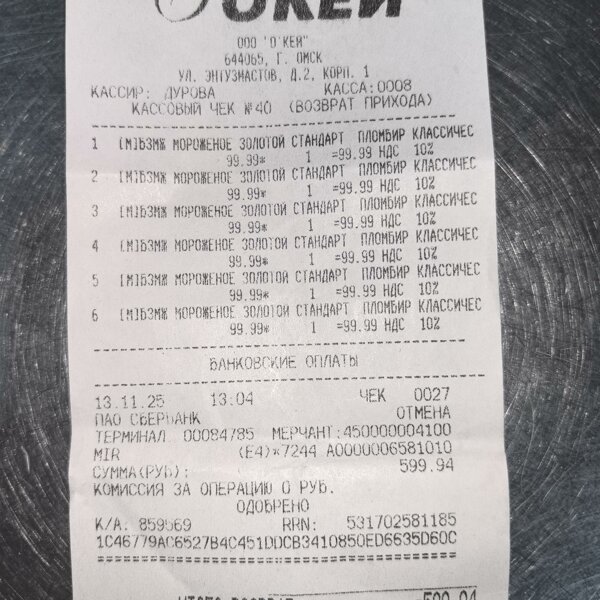 О'КЕЙ
ООО "О'КЕЙ"
644065, Г. ОМСК
УЛ. ЭНТУЗИАСТОВ, Д.2, КОРП. 1
КАССИР: ДУРОВА КАССА:0008
КАССОВЫЙ ЧЕК №40 (ВОЗВРАТ ПРИХОДА)
1 [М]БЗМЖ МОРОЖЕНОЕ ЗОЛОТОЙ СТАНДАРТ ПЛОМБИР КЛАССИЧЕС
99.99* 1 =99.99 НДС 10%
2 [М]БЗМЖ МОРОЖЕНОЕ ЗОЛОТОЙ СТАНДАРТ ПЛОМБИР КЛАССИЧЕС
99.99* 1 =99.99 НДС 10%
3 [М]БЗМЖ МОРОЖЕНОЕ ЗОЛОТОЙ СТАНДАРТ ПЛОМБИР КЛАССИЧЕС
99.99* 1 =99.99 НДС 10%
4 [М]БЗМЖ МОРОЖЕНОЕ ЗОЛОТОЙ СТАНДАРТ ПЛОМБИР КЛАССИЧЕС
99.99* 1 =99.99 НДС 10%
5 [М]БЗМЖ МОРОЖЕНОЕ ЗОЛОТОЙ СТАНДАРТ ПЛОМБИР КЛАССИЧЕС
99.99* 1 =99.99 НДС 10%
6 [М]БЗМЖ МОРОЖЕНОЕ ЗОЛОТОЙ СТАНДАРТ ПЛОМБИР КЛАССИЧЕС
99.99* 1 =99.99 НДС 10%
БАНКОВСКИЕ ОПЛАТЫ
13.11.25 13.04 ЧЕК 0027
ПАО СБЕРБАНК ОТМЕНА
ТЕРМИНАЛ 00084785 МЕРЧАНТ:450000004100
MIR (E4)*7244 A0000006581010
СУММА(РУБ): 599.94
КОМИССИЯ ЗА ОПЕРАЦИЮ 0 РУБ.
ОДОБРЕНО
К/А: 859569 RRN: 531702581185
1C46779AC6527B4C451DDCB3410850ED6635D60C